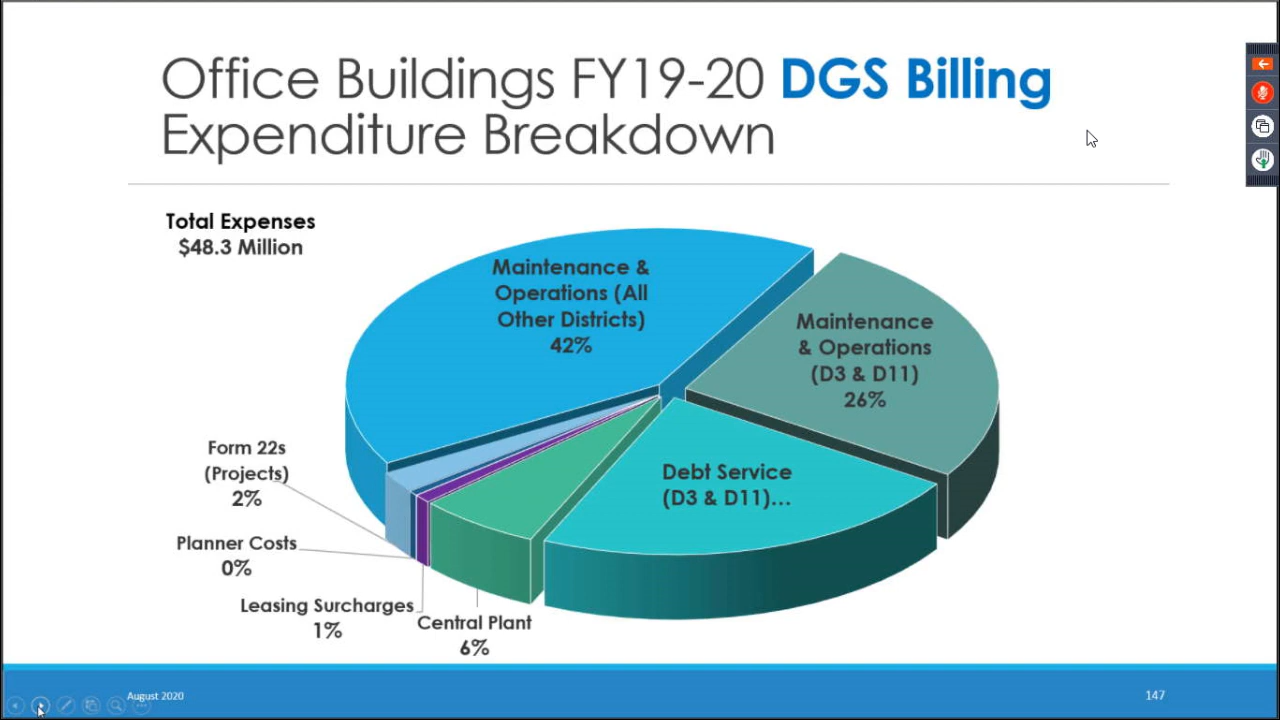 Office Buildings FY19-20 DGS Billing
Expenditure Breakdown
Total Expenses
$48.3 Million
Maintenance &
Operations (All
Other Districts)
42%
Maintenance
& Operations
(D3 & D11)
26%
Debt Service
(D3 & D11)...
Form 22s
(Projects)
2%
Planner Costs
0%
Leasing Surcharges
1%
Central Plant
6%
August 2020
147